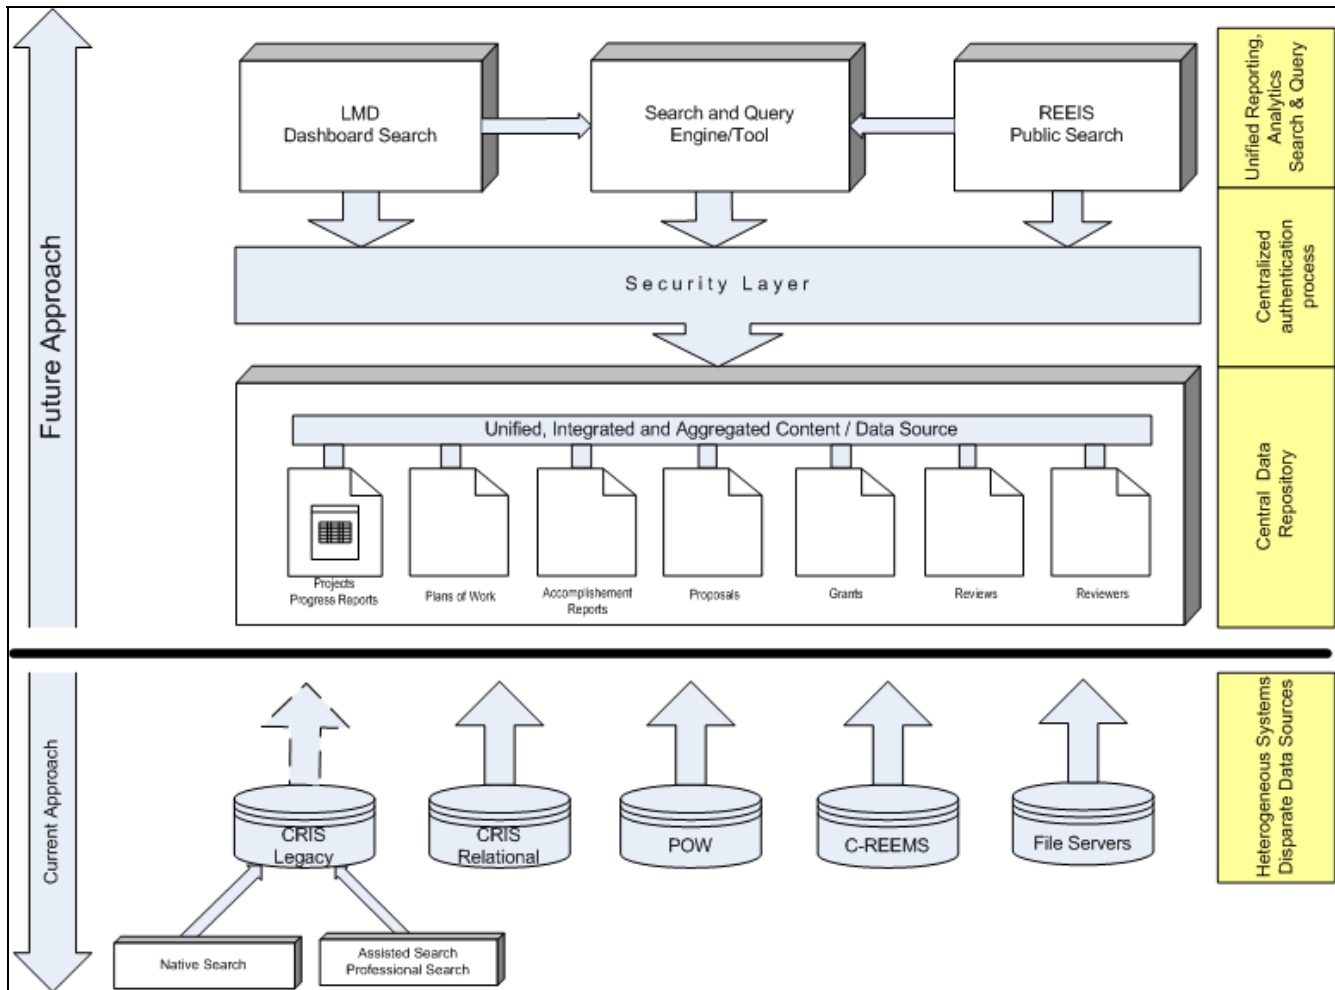 LMD
Dashboard Search
Search and Query
Engine/Tool
REEIS
Public Search
Unified Reporting,
Analytics
Search & Query
Future Approach
Security Layer
Centralized
authentication
process
Unified, Integrated and Aggregated Content / Data Source
Projects
Progress Reports
Plans of Work
Accomplishement
Reports
Proposals
Grants
Reviews
Reviewers
Central Data
Repository
Current Approach
CRIS
Legacy
CRIS
Relational
POW
C-REEMS
File Servers
Heterogeneous Systems
Disparate Data Sources
Native Search
Assisted Search
Professional Search